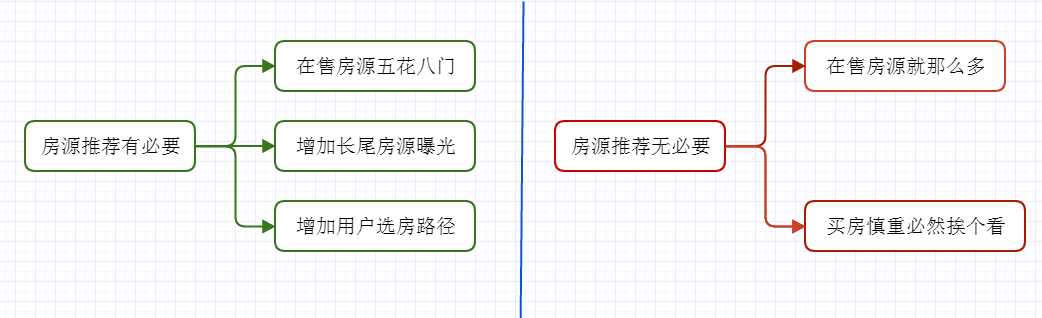 房源推荐有必要
在售房源五花八门
增加长尾房源曝光
增加用户选房路径
房源推荐无必要
在售房源就那么多
买房慎重必然挨个看